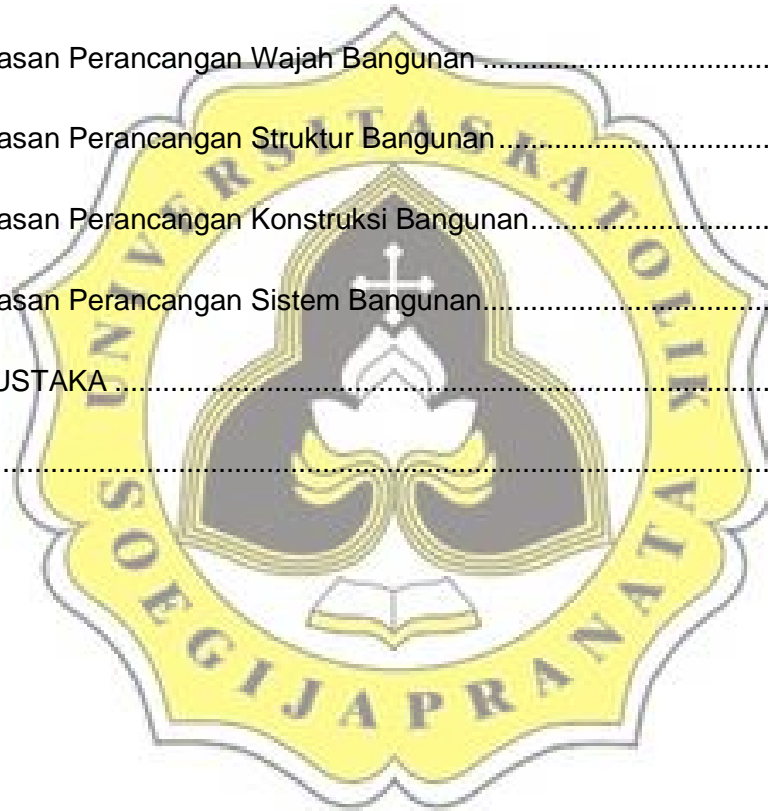 asan Perancangan Wajah Bangunan ....................................
asan Perancangan Struktur Bangunan ..................................
asan Perancangan Konstruksi Bangunan..............................
asan Perancangan Sistem Bangunan....................................
USTAKA ...................................................................................
.................................................................................................
UNIVERSITAS KATOLIK
SOEGIJAPRANATA